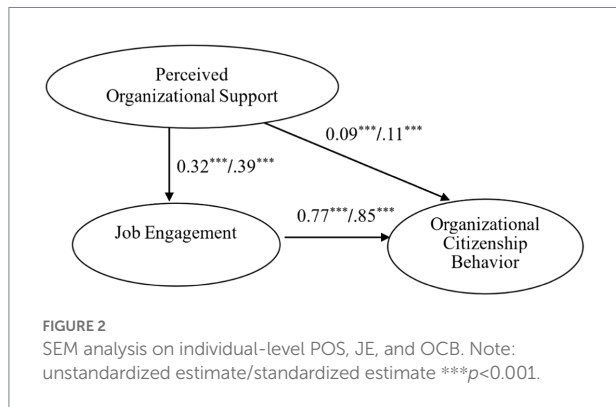 Perceived
Organizational Support
0.09***/.11***
0.32***/.39***
0.77***/.85***
Job Engagement
Organizational
Citizenship
Behavior
FIGURE 2
SEM analysis on individual-level POS, JE, and OCB. Note:
unstandardized estimate/standardized estimate ***p<0.001.